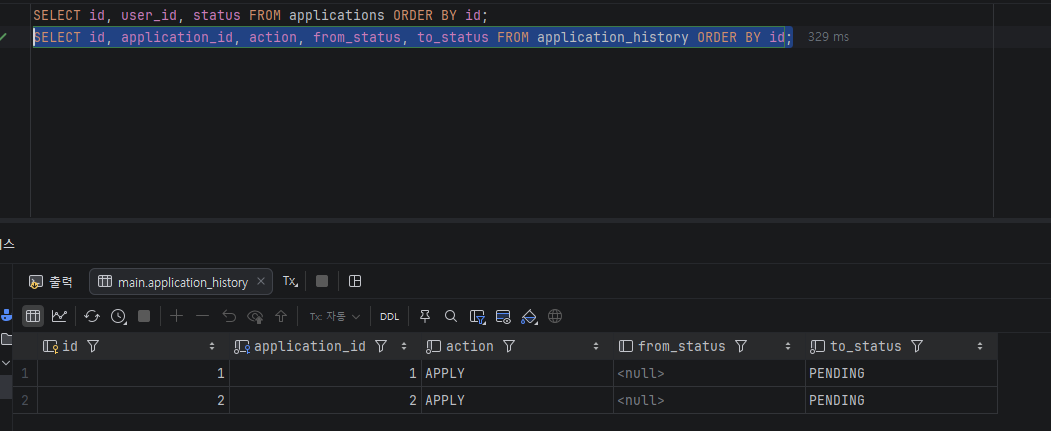 SELECT id, user_id, status FROM applications ORDER BY id;
SELECT id, application_id, action, from_status, to_status FROM application_history ORDER BY id; 329 ms
출력 main.application_history Tx
Tx: 자동 DDL
id application_id action from_status to_status
1 1 1 APPLY <null> PENDING
2 2 2 APPLY <null> PENDING